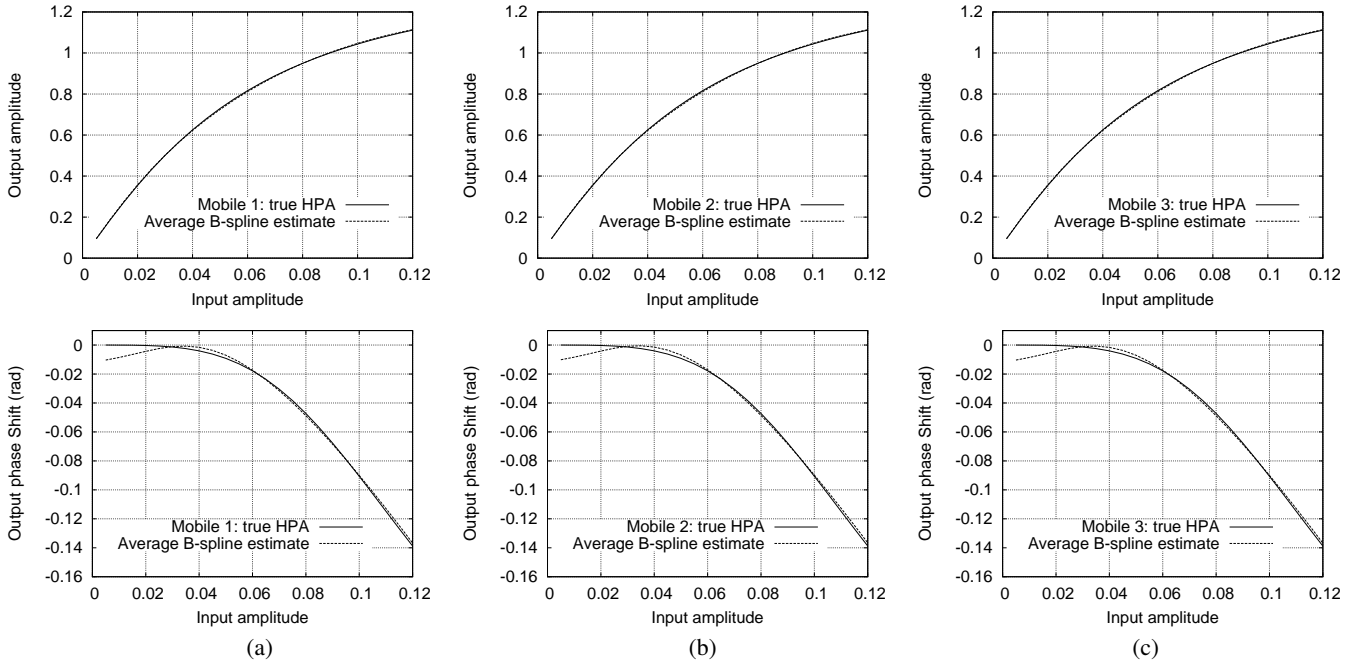 1.2
1
0.8
0.6
0.4
0.2
0
Output amplitude
Mobile 1: true HPA
Average B-spline estimate
0 0.02 0.04 0.06 0.08 0.1 0.12
Input amplitude
1.2
1
0.8
0.6
0.4
0.2
0
Output amplitude
Mobile 2: true HPA
Average B-spline estimate
0 0.02 0.04 0.06 0.08 0.1 0.12
Input amplitude
1.2
1
0.8
0.6
0.4
0.2
0
Output amplitude
Mobile 3: true HPA
Average B-spline estimate
0 0.02 0.04 0.06 0.08 0.1 0.12
Input amplitude
0
-0.02
-0.04
-0.06
-0.08
-0.1
-0.12
-0.14
-0.16
Output phase Shift (rad)
Mobile 1: true HPA
Average B-spline estimate
0 0.02 0.04 0.06 0.08 0.1 0.12
Input amplitude
(a)
0
-0.02
-0.04
-0.06
-0.08
-0.1
-0.12
-0.14
-0.16
Output phase Shift (rad)
Mobile 2: true HPA
Average B-spline estimate
0 0.02 0.04 0.06 0.08 0.1 0.12
Input amplitude
(b)
0
-0.02
-0.04
-0.06
-0.08
-0.1
-0.12
-0.14
-0.16
Output phase Shift (rad)
Mobile 3: true HPA
Average B-spline estimate
0 0.02 0.04 0.06 0.08 0.1 0.12
Input amplitude
(c)